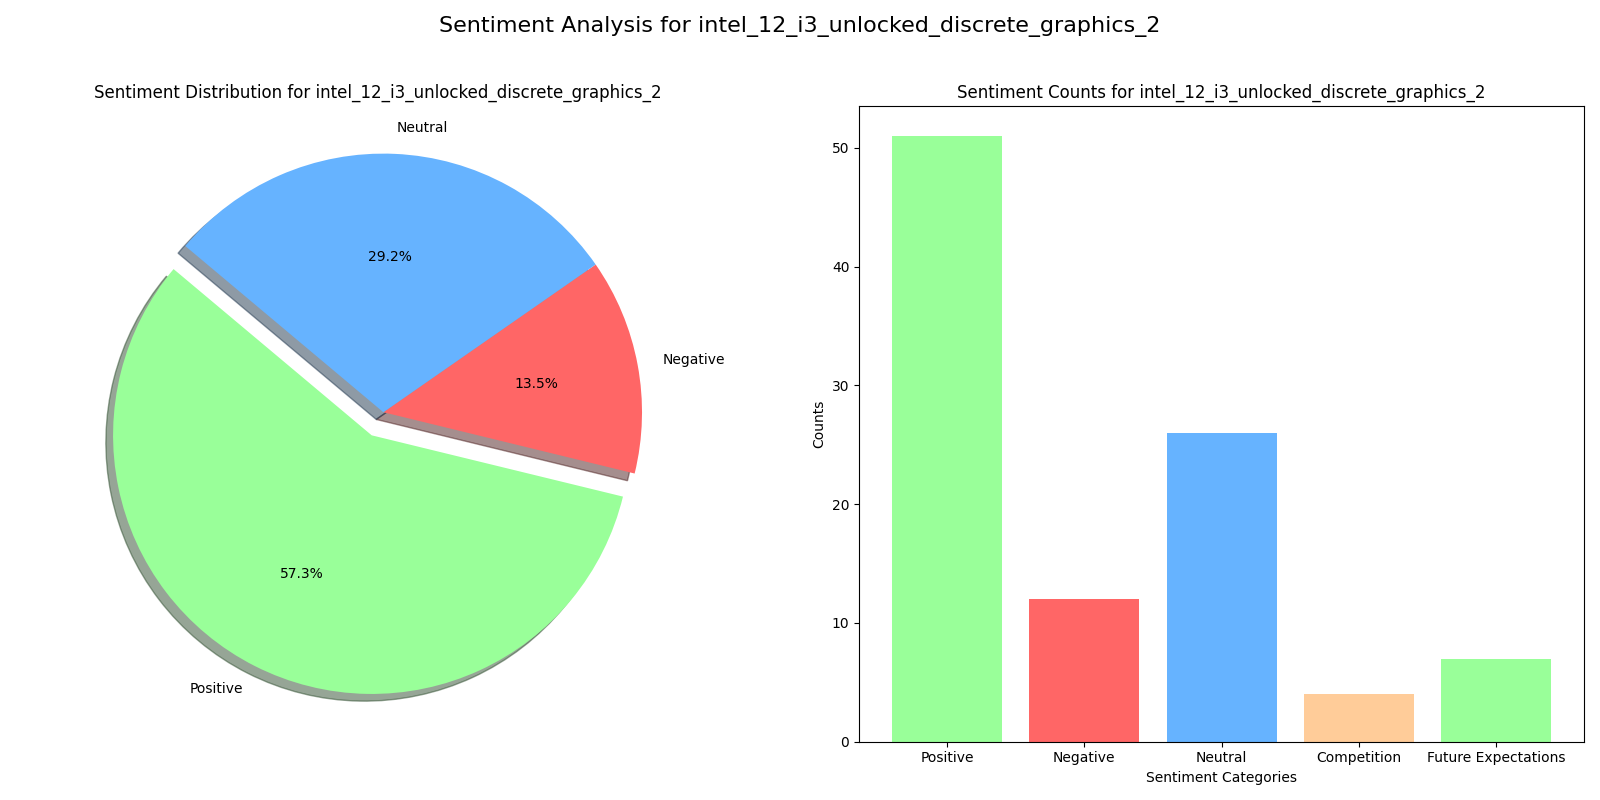 Sentiment Analysis for intel_12_i3_unlocked_discrete_graphics_2
Sentiment Distribution for intel_12_i3_unlocked_discrete_graphics_2
Neutral
29.2%
Negative
13.5%
57.3%
Positive
Sentiment Counts for intel_12_i3_unlocked_discrete_graphics_2
50
40
30
20
10
0
Counts
Positive
Negative
Neutral
Competition
Future Expectations
Sentiment Categories